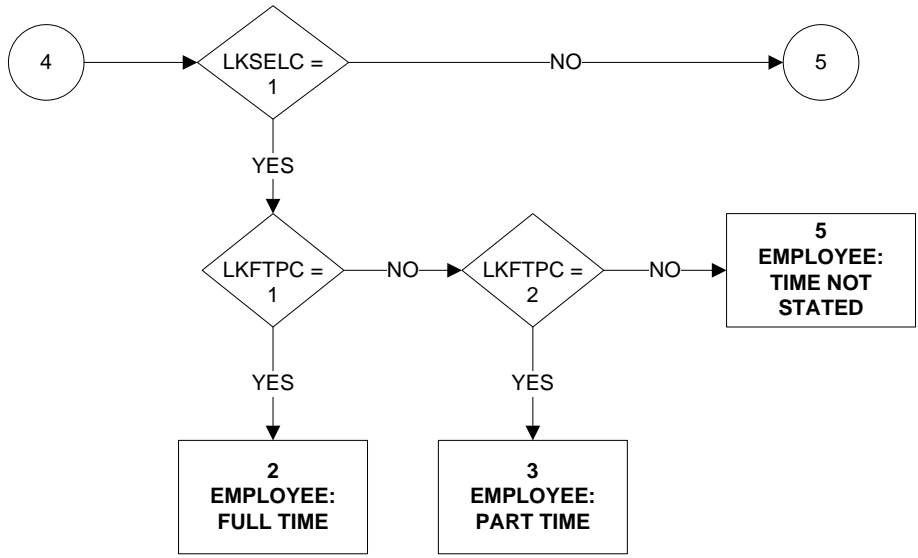 4
LKSELC =
1
NO
5
YES
LKFTPC =
1
NO
LKFTPC =
2
NO
5
EMPLOYEE:
TIME NOT
STATED
YES
YES
2
EMPLOYEE:
FULL TIME
3
EMPLOYEE:
PART TIME